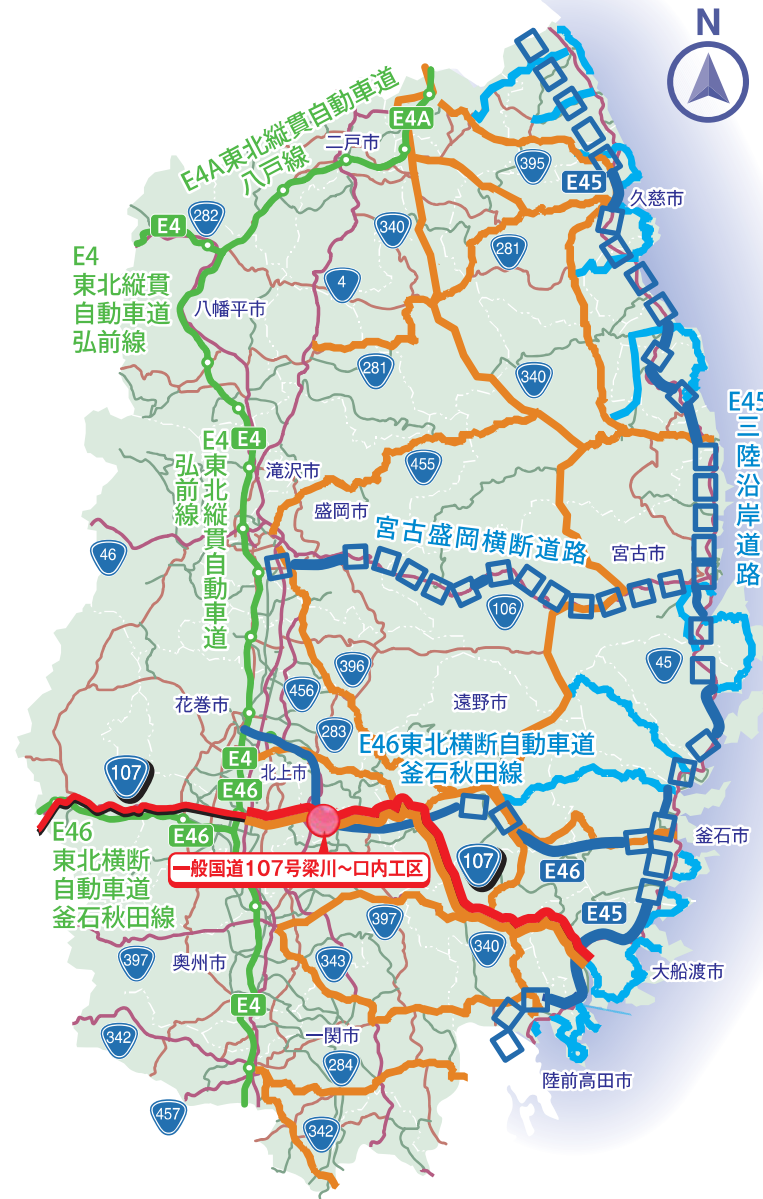 N
E4A東北縦貫自動車道
八戸線
E4A
二戸市
395
E45
久慈市
E4
282
340
281
E4
東北縦貫
自動車道
弘前線
4
八幡平市
281
340
E45
三陸沿岸道路
E4
E4東北縦貫自動車道
弘前線
滝沢市
455
盛岡市
宮古盛岡横断道路
宮古市
46
106
396
45
456
花巻市
遠野市
283
E4
E46東北横断自動車道
釜石秋田線
北上市
107
E46
E46
東北横断
自動車道
釜石秋田線
E46
釜石市
一般国道107号梁川～口内工区
107
E46
E45
397
340
397
奥州市
343
大船渡市
E4
342
一関市
284
陸前高田市
457
342